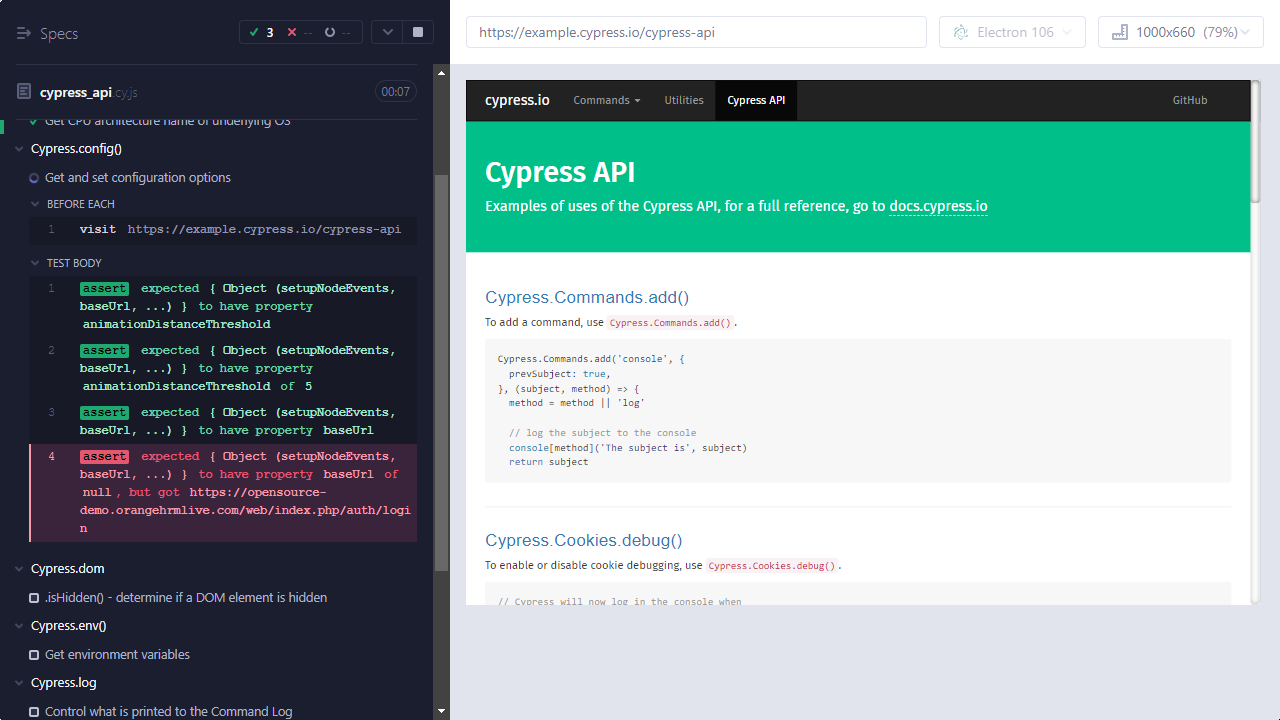 Specs
3
--
--
cypress_api.cy.js
00:07
Get CPU architecture name of underlying OS
Cypress.config()
Get and set configuration options
BEFORE EACH
1 visit https://example.cypress.io/cypress-api
TEST BODY
1 assert expected { Object (setupNodeEvents,
baseUrl, ...) } to have property
animationDistanceThreshold
2 assert expected { Object (setupNodeEvents,
baseUrl, ...) } to have property
animationDistanceThreshold of 5
3 assert expected { Object (setupNodeEvents,
baseUrl, ...) } to have property baseUrl
4 assert expected { Object (setupNodeEvents,
baseUrl, ...) } to have property baseUrl of
null, but got https://opensource-
demo.orangehrmlive.com/web/index.php/auth/logi
n
Cypress.dom
.isHidden() - determine if a DOM element is hidden
Cypress.env()
Get environment variables
Cypress.log
Control what is printed to the Command Log
https://example.cypress.io/cypress-api
Electron 106
1000x660 (79%)
cypress.io Commands Utilities Cypress API GitHub
Cypress API
Examples of uses of the Cypress API, for a full reference, go to docs.cypress.io
Cypress.Commands.add()
To add a command, use Cypress.Commands.add().
Cypress.Commands.add('console', {
prevSubject: true,
}, (subject, method) => {
method = method || 'log'
// log the subject to the console
console[method]('The subject is', subject)
return subject
Cypress.Cookies.debug()
To enable or disable cookie debugging, use Cypress.Cookies.debug().
// Cypress will now log in the console when